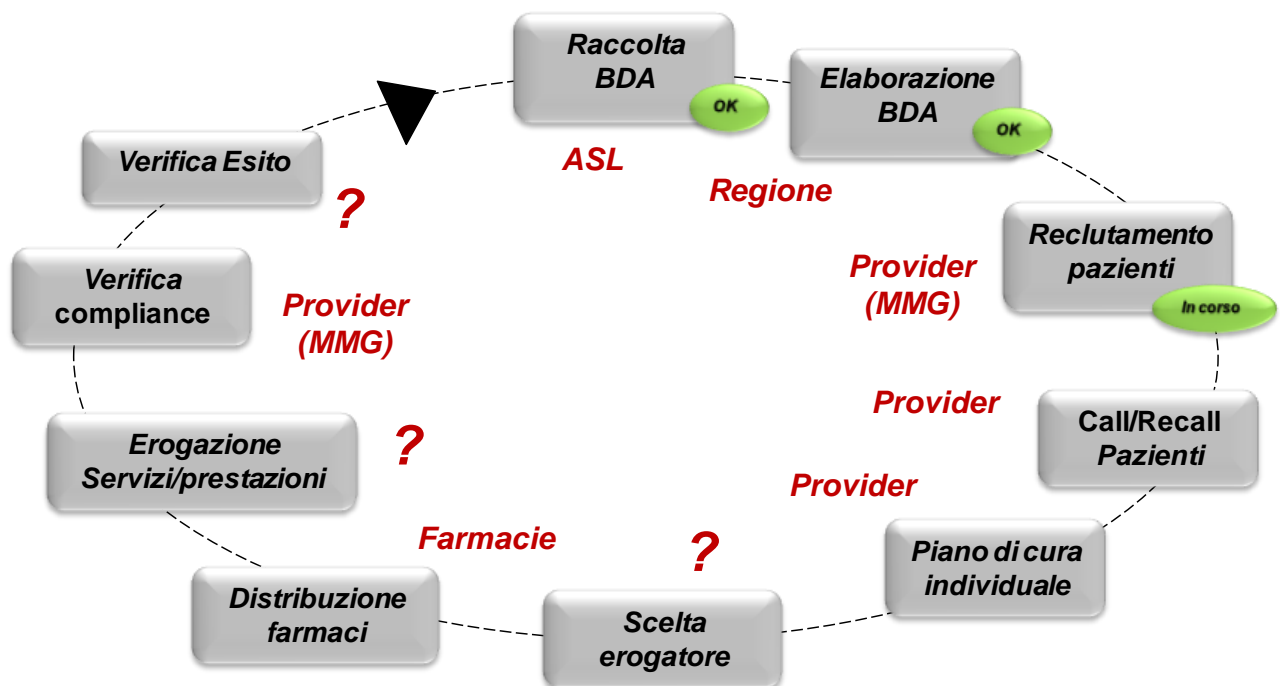 Raccolta
BDA
OK
ASL
Elaborazione
BDA
OK
Regione
Reclutamento
pazienti
In corso
Provider
(MMG)
Call/Recall
Pazienti
Provider
Piano di cura
individuale
Provider
Scelta
erogatore
?
Distribuzione
farmaci
Farmacie
Erogazione
Servizi/prestazioni
?
Verifica
compliance
Provider
(MMG)
Verifica Esito
?